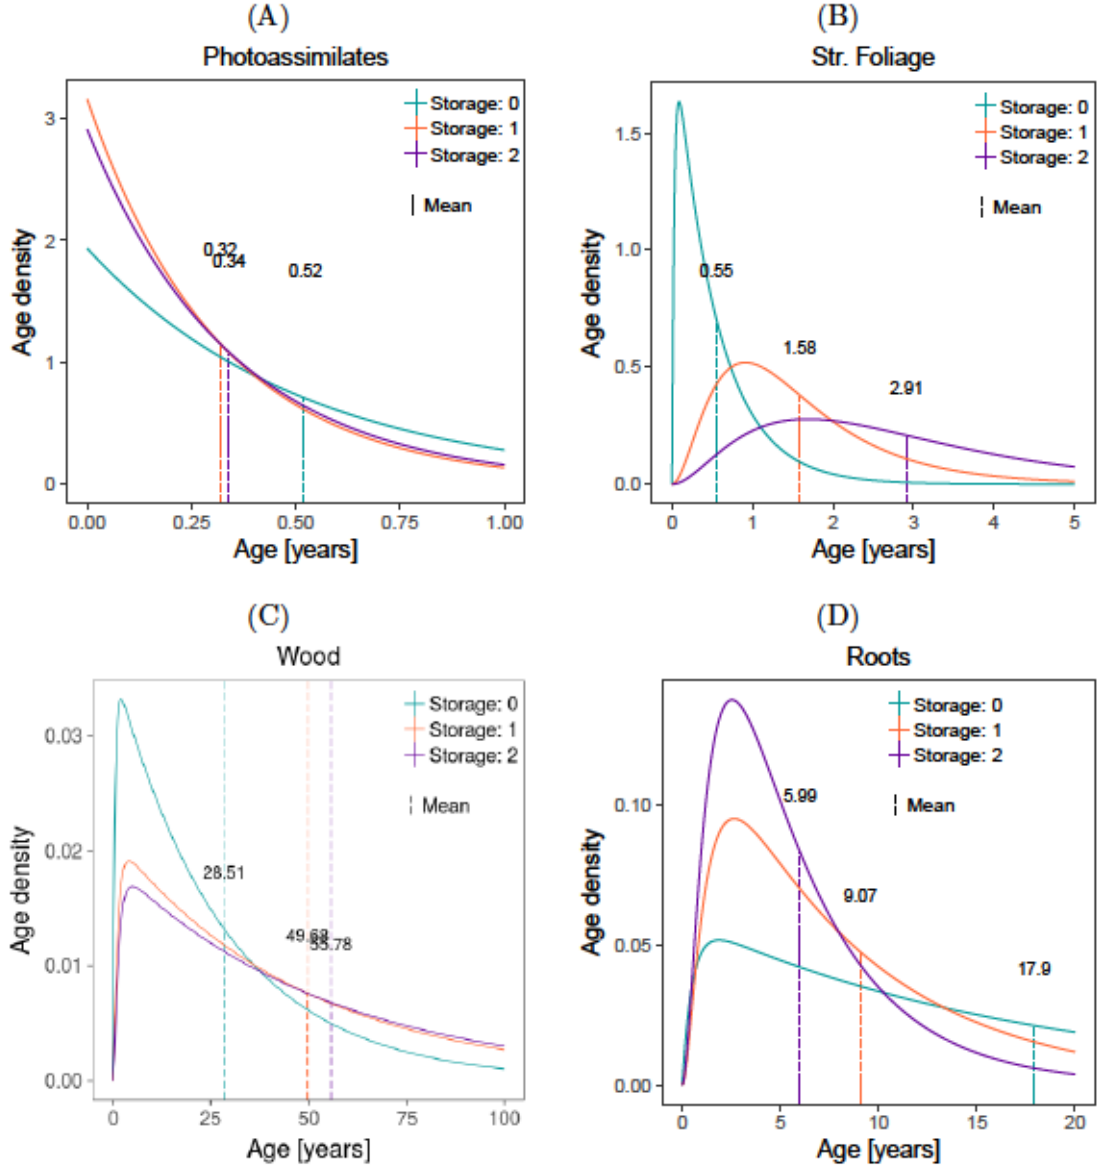 (A)
Photoassimilates
Storage: 0
Storage: 1
Storage: 2
Mean
0.32
0.34
0.52
Age density
3
2
1
0
0.00 0.25 0.50 0.75 1.00
Age [years]
(B)
Str. Foliage
Storage: 0
Storage: 1
Storage: 2
Mean
0.55
1.58
2.91
Age density
1.5
1.0
0.5
0.0
0 1 2 3 4 5
Age [years]
(C)
Wood
Storage: 0
Storage: 1
Storage: 2
Mean
28.51
49.68
55.78
Age density
0.03
0.02
0.01
0.00
0 25 50 75 100
Age [years]
(D)
Roots
Storage: 0
Storage: 1
Storage: 2
Mean
5.99
9.07
17.9
Age density
0.10
0.05
0.00
0 5 10 15 20
Age [years]